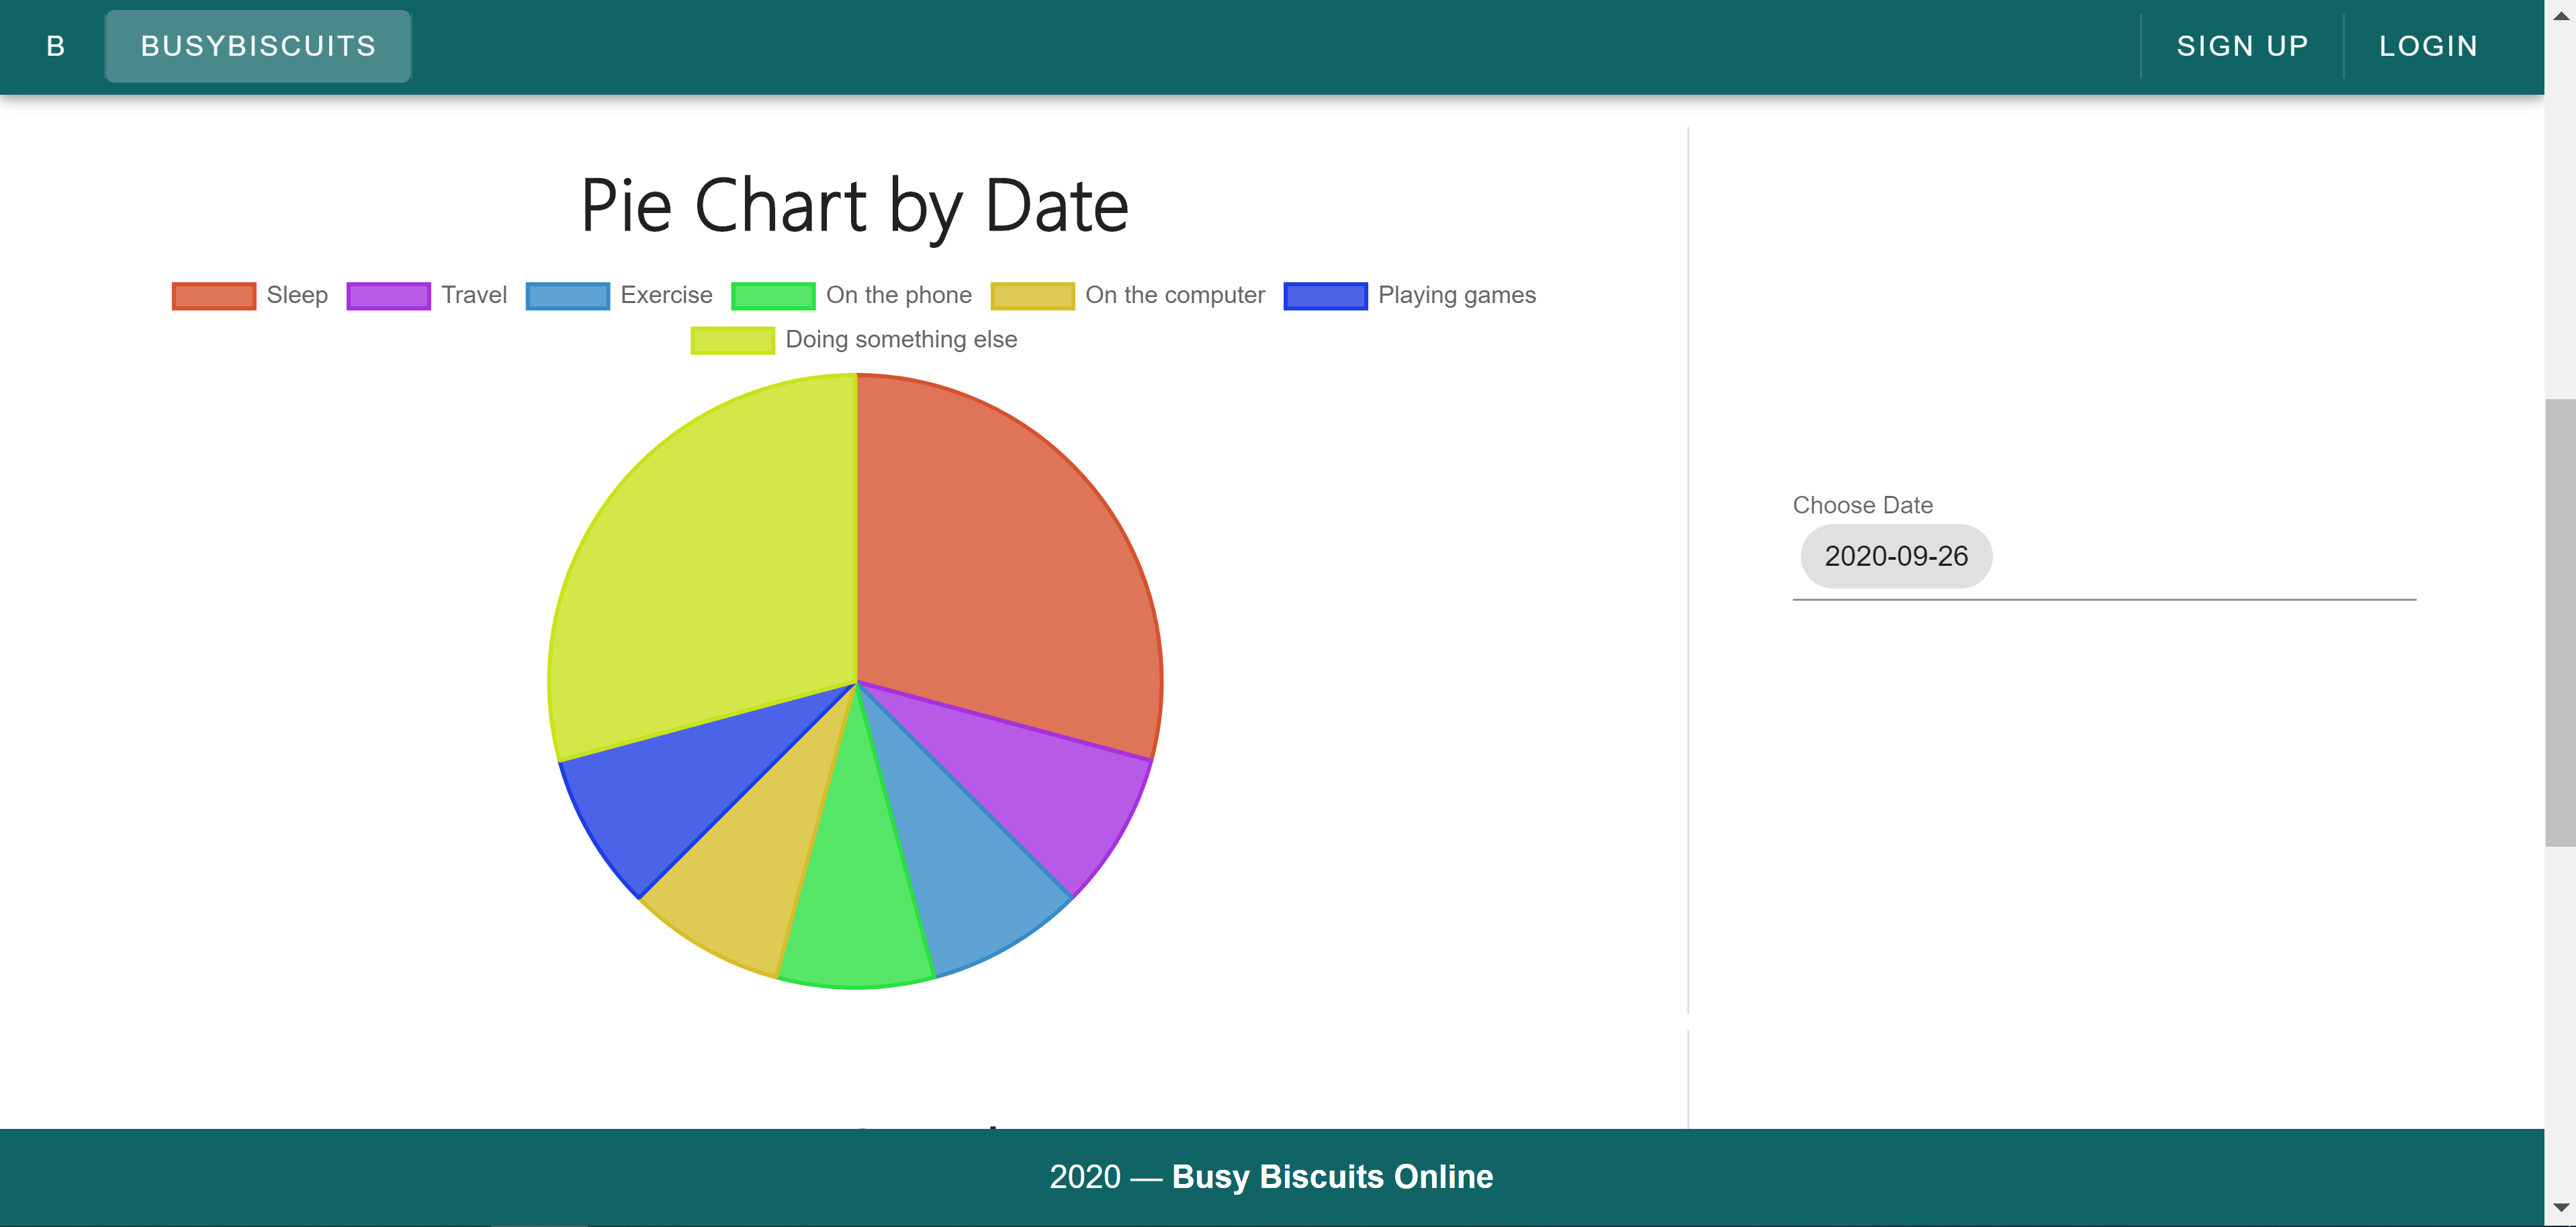 B BUSYBISCUITS SIGN UP LOGIN
Pie Chart by Date
Sleep Travel Exercise On the phone On the computer Playing games
Doing something else
Choose Date
2020-09-26
2020 — Busy Biscuits Online